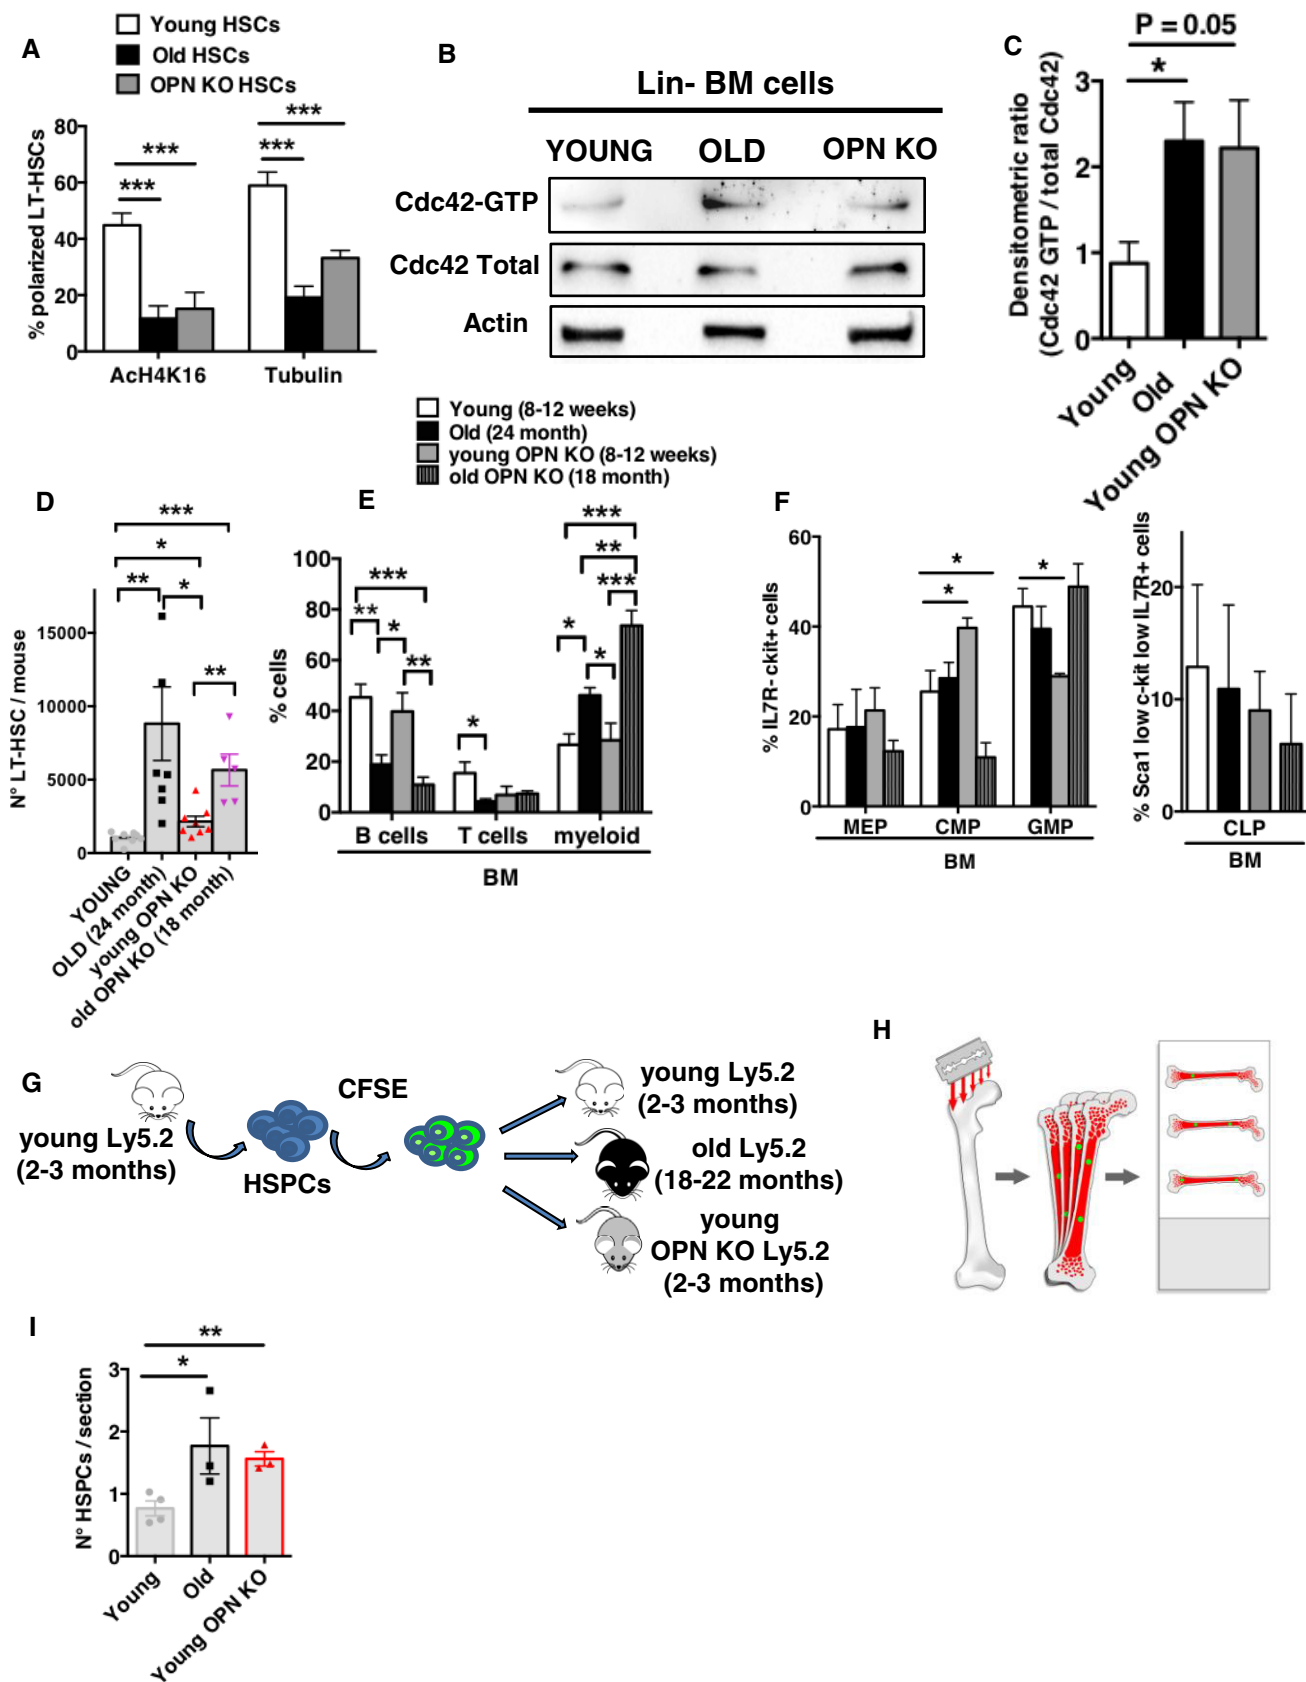 A
Young HSCs
Old HSCs
OPN KO HSCs
% polarized LT-HSCs
80
60
40
20
0
***
***
***
***
AcH4K16
Tubulin
B
Lin- BM cells
YOUNG OLD OPN KO
Cdc42-GTP
Cdc42 Total
Actin
C
P = 0.05
*
Densitometric ratio
(Cdc42 GTP / total Cdc42)
3
2
1
0
Young
Old
Young OPN KO
Young (8-12 weeks)
Old (24 month)
young OPN KO (8-12 weeks)
old OPN KO (18 month)
D
***
*
** *
**
N° LT-HSC / mouse
15000
10000
5000
0
YOUNG
OLD (24 month)
young OPN KO
old OPN KO (18 month)
E
% cells
100
80
60
40
20
0
***
**
*
**
*
***
**
***
*
*
B cells T cells myeloid
BM
F
% IL7R- ckit+ cells
60
40
20
0
*
*
*
MEP CMP GMP
BM
% Sca1 low c-kit low IL7R+ cells
20
10
0
CLP
BM
G
young Ly5.2
(2-3 months)
HSPCs
CFSE
young Ly5.2
(2-3 months)
old Ly5.2
(18-22 months)
young
OPN KO Ly5.2
(2-3 months)
H
I
**
*
N° HSPCs / section
3
2
1
0
Young
Old
Young OPN KO